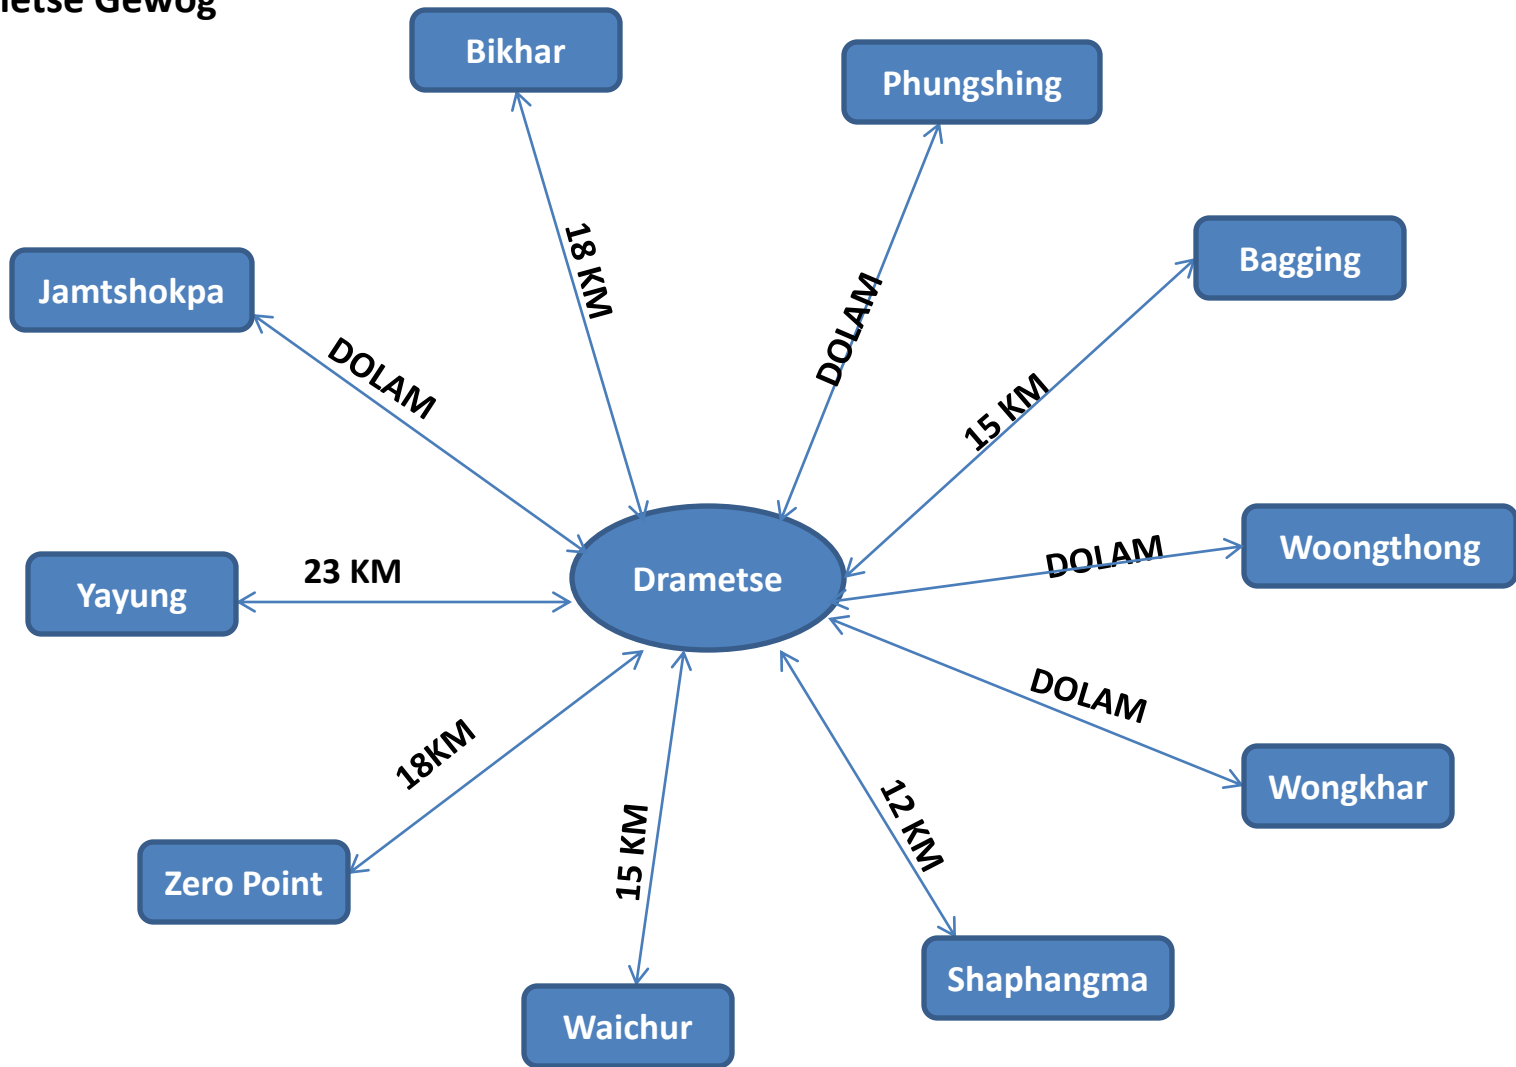 Gewog
Bikhar
Phungshing
Bagging
Jamtshokpa
18 KM
DOLAM
DOLAM
15 KM
Woongthong
DOLAM
23 KM
Yayung
Drametse
DOLAM
Wongkhar
18KM
15 KM
12 KM
Zero Point
Shaphangma
Waichur